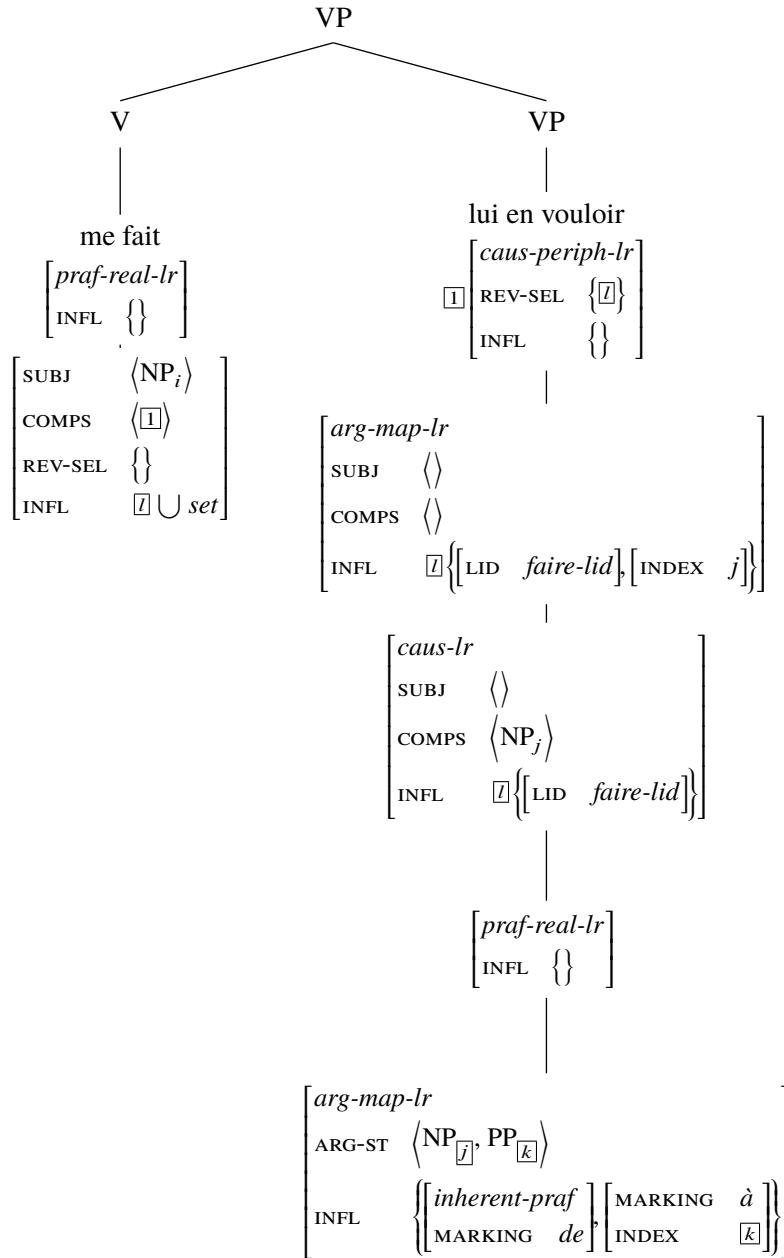 VP
V VP
me fait
praf-real-lr
INFL {}
SUBJ ⟨NP_i⟩
COMPS ⟨[1]⟩
REV-SEL {}
INFL [l] ⋃ set
lui en vouloir
[1] caus-periph-lr
REV-SEL {[l]}
INFL {}
arg-map-lr
SUBJ ⟨⟩
COMPS ⟨⟩
INFL [l] {[LID faire-lid], [INDEX j]}
caus-lr
SUBJ ⟨⟩
COMPS ⟨NP_j⟩
INFL [l] {[LID faire-lid]}
praf-real-lr
INFL {}
arg-map-lr
ARG-ST ⟨NP_[j], PP_[k]⟩
inherent-praf MARKING à
INFL MARKING de , INDEX [k]